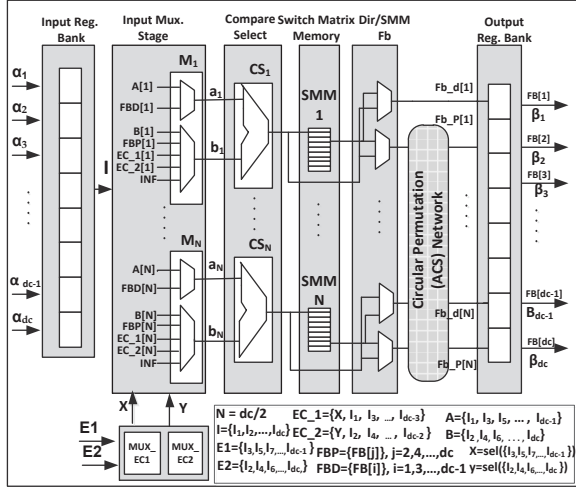 Input Reg. Bank
Input Mux. Stage
Compare Select
Switch Matrix Memory
Dir/SMM Fb
Output Reg. Bank
α1
α2
α3
α dc-1
αdc
I
M1
A[1]
FBD[1]
B[1]
FBP[1]
EC_1[1]
EC_2[1]
INF
a1
b1
CS1
SMM 1
Fb_d[1]
Fb_P[1]
FB[1]
β1
FB[2]
β2
FB[3]
β3
Circular Permutation (ACS) Network
MN
A[N]
FBD[N]
B[N]
FBP[N]
EC_1[N]
EC_2[N]
INF
aN
bN
CSN
SMM N
Fb_d[N]
Fb_P[N]
FB[dc-1]
Bdc-1
FB[dc]
βdc
X
Y
E1
E2
MUX_EC1
MUX_EC2
N = dc/2 EC_1={X, I1, I3, ..., Idc-3} A={I1, I3, I5, ... , Idc-1}
I={I1,I2,...,Idc} EC_2={Y, I2, I4, ... , Idc-2} B={I2, I4, I6, ... , Idc}
E1={I3,I5,I7,...,Idc-1} FBP={FB[j]}, j=2,4,...,dc X=sel({I3,I5,I7,...,Idc-1})
E2={I2,I4,I6,...,Idc,} FBD={FB[i]}, i=1,3,...,dc-1 y=sel({I2,I4,I6,...,Idc})